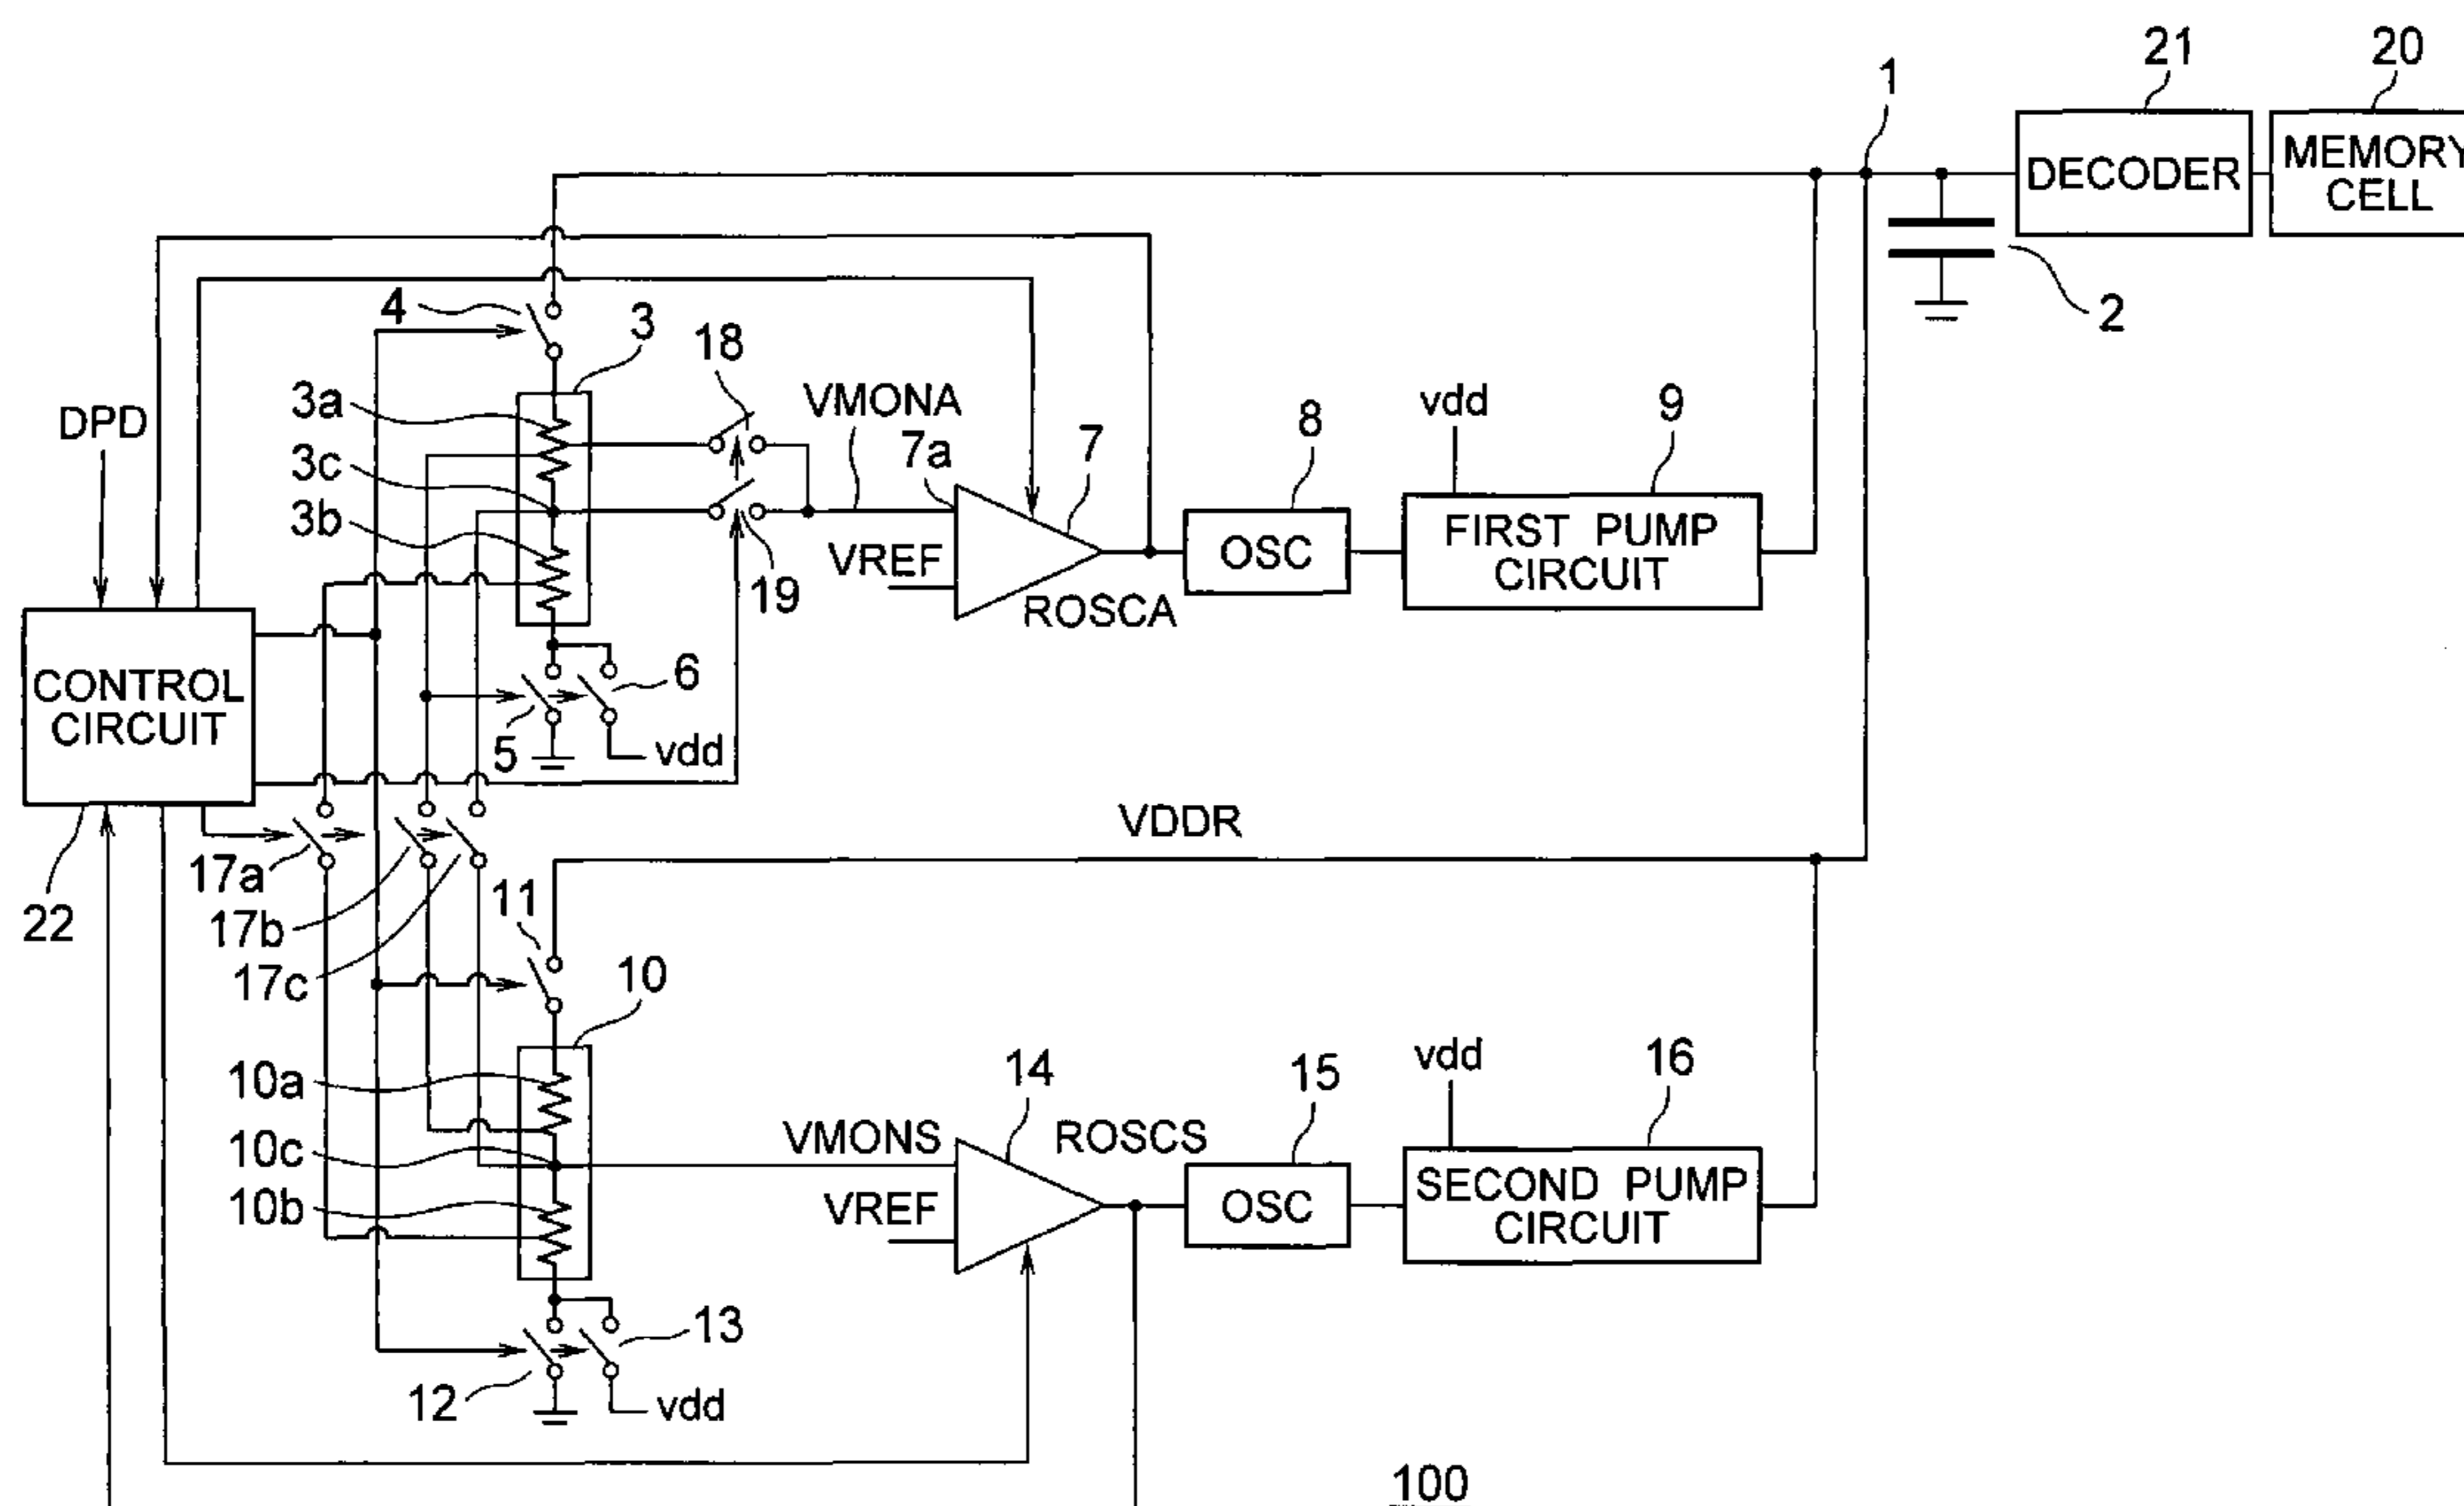 21
20
1
DECODER
MEMORY
CELL
2
4
3
18
3a
VMONA
DPD
vdd
9
8
7
7a
3c
3b
VREF
OSC
FIRST PUMP
CIRCUIT
19
ROSCA
CONTROL
CIRCUIT
6
5
vdd
VDDR
17a
22
17b
11
17c
10
10a
14
15
vdd
16
10c
VMONS
ROSCS
10b
VREF
OSC
SECOND PUMP
CIRCUIT
13
12
vdd
100